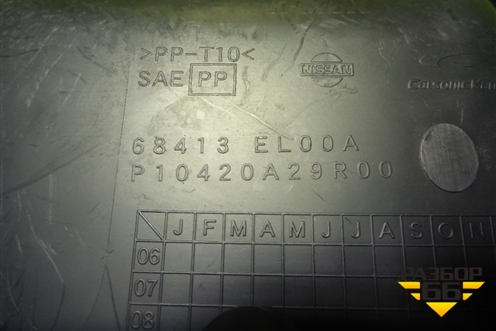 >PP-T10<
SAE PP
NISSAN
68413 EL00A
P10420A29R00
J F M A M J J A S O N
06
07
08
РАЗБОР
66